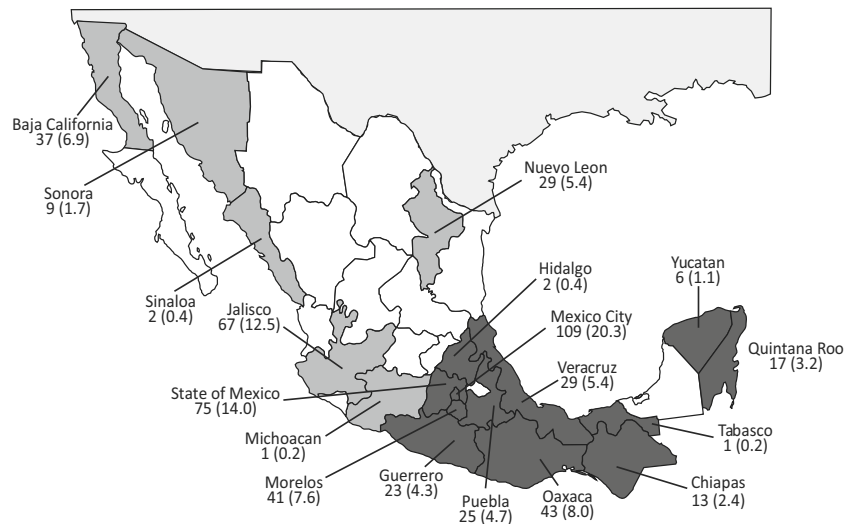 Baja California
37 (6.9)
Sonora
9 (1.7)
Sinaloa
2 (0.4)
Jalisco
67 (12.5)
State of Mexico
75 (14.0)
Michoacan
1 (0.2)
Morelos
41 (7.6)
Guerrero
23 (4.3)
Puebla
25 (4.7)
Oaxaca
43 (8.0)
Chiapas
13 (2.4)
Tabasco
1 (0.2)
Quintana Roo
17 (3.2)
Yucatan
6 (1.1)
Veracruz
29 (5.4)
Mexico City
109 (20.3)
Hidalgo
2 (0.4)
Nuevo Leon
29 (5.4)